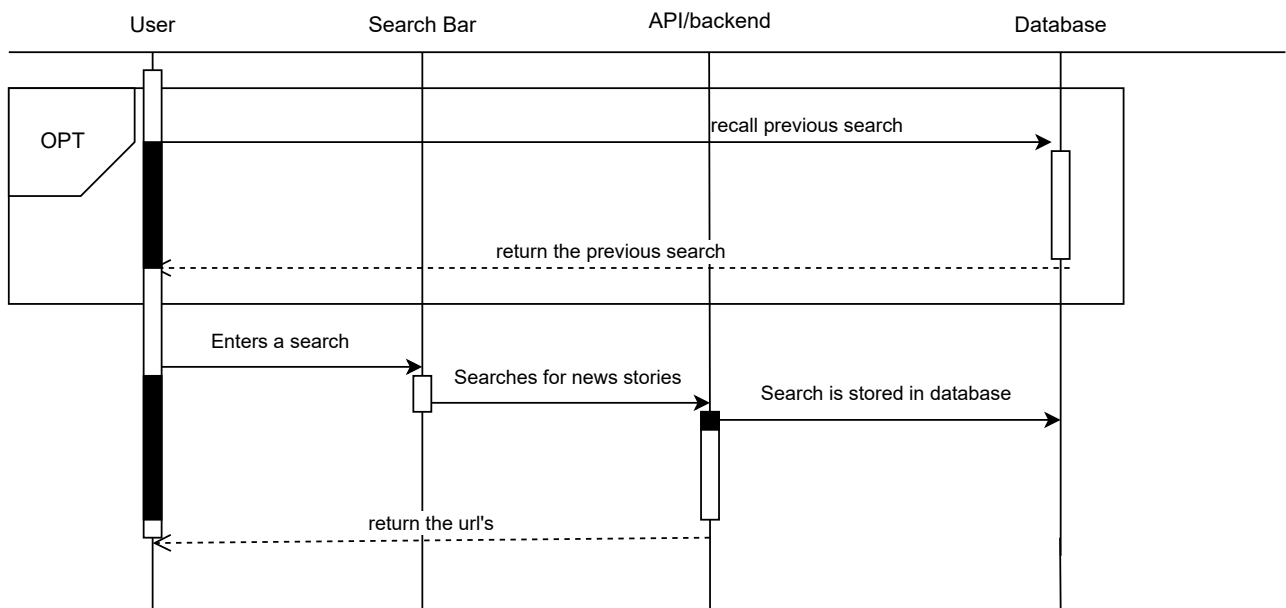 User
Search Bar
API/backend
Database
OPT
recall previous search
return the previous search
Enters a search
Searches for news stories
Search is stored in database
return the url's